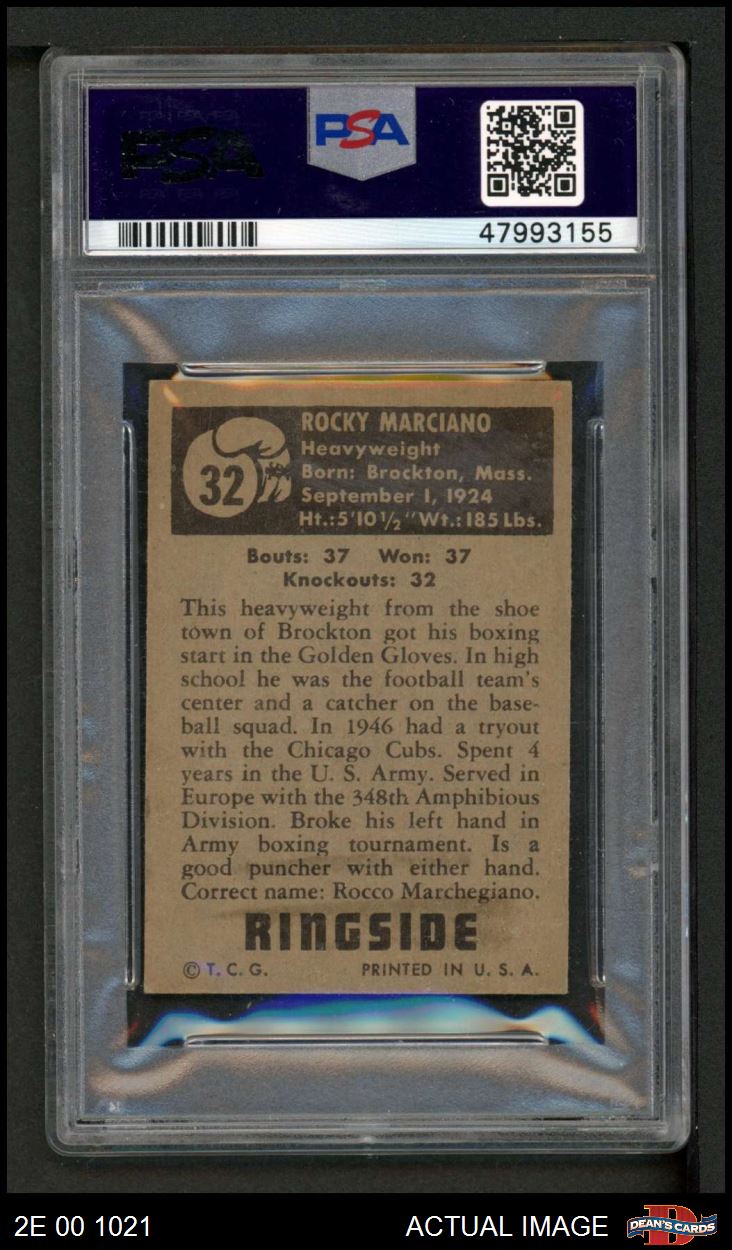 PSA
PSA
47993155
32
ROCKY MARCIANO
Heavyweight
Born: Brockton, Mass.
September 1, 1924
Ht.:5'10 1/2" Wt.:185 Lbs.
Bouts: 37 Won: 37
Knockouts: 32
This heavyweight from the shoe
town of Brockton got his boxing
start in the Golden Gloves. In high
school he was the football team's
center and a catcher on the base-
ball squad. In 1946 had a tryout
with the Chicago Cubs. Spent 4
years in the U. S. Army. Served in
Europe with the 348th Amphibious
Division. Broke his left hand in
Army boxing tournament. Is a
good puncher with either hand.
Correct name: Rocco Marchegiano.
RINGSIDE
© T. C. G. PRINTED IN U. S. A.
2E 00 1021 ACTUAL IMAGE DEAN'S CARDS